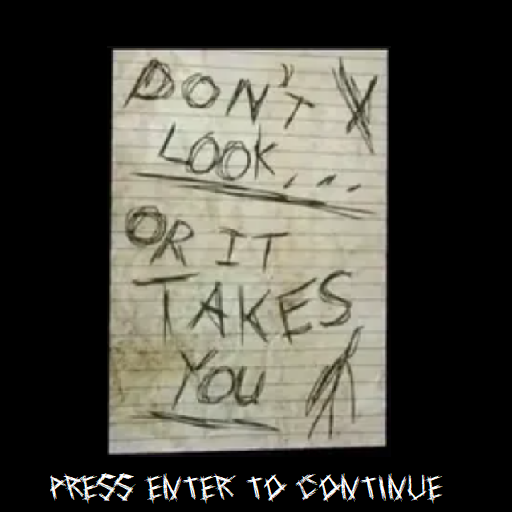 DON'T
LOOK...
OR IT
TAKES
YOU
PRESS ENTER TO CONTINUE